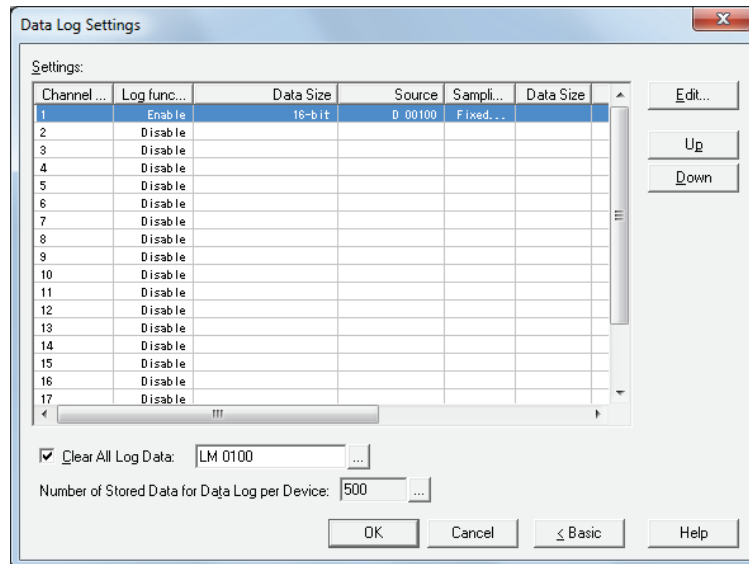 Data Log Settings
Settings:
Channel ... Log func... Data Size Source Sampli... Data Size
1 Enable 16-bit D 00100 Fixed...
2 Disable
3 Disable
4 Disable
5 Disable
6 Disable
7 Disable
8 Disable
9 Disable
10 Disable
11 Disable
12 Disable
13 Disable
14 Disable
15 Disable
16 Disable
17 Disable
Edit...
Up
Down
Clear All Log Data: LM 0100 ...
Number of Stored Data for Data Log per Device: 500 ...
OK Cancel < Basic Help